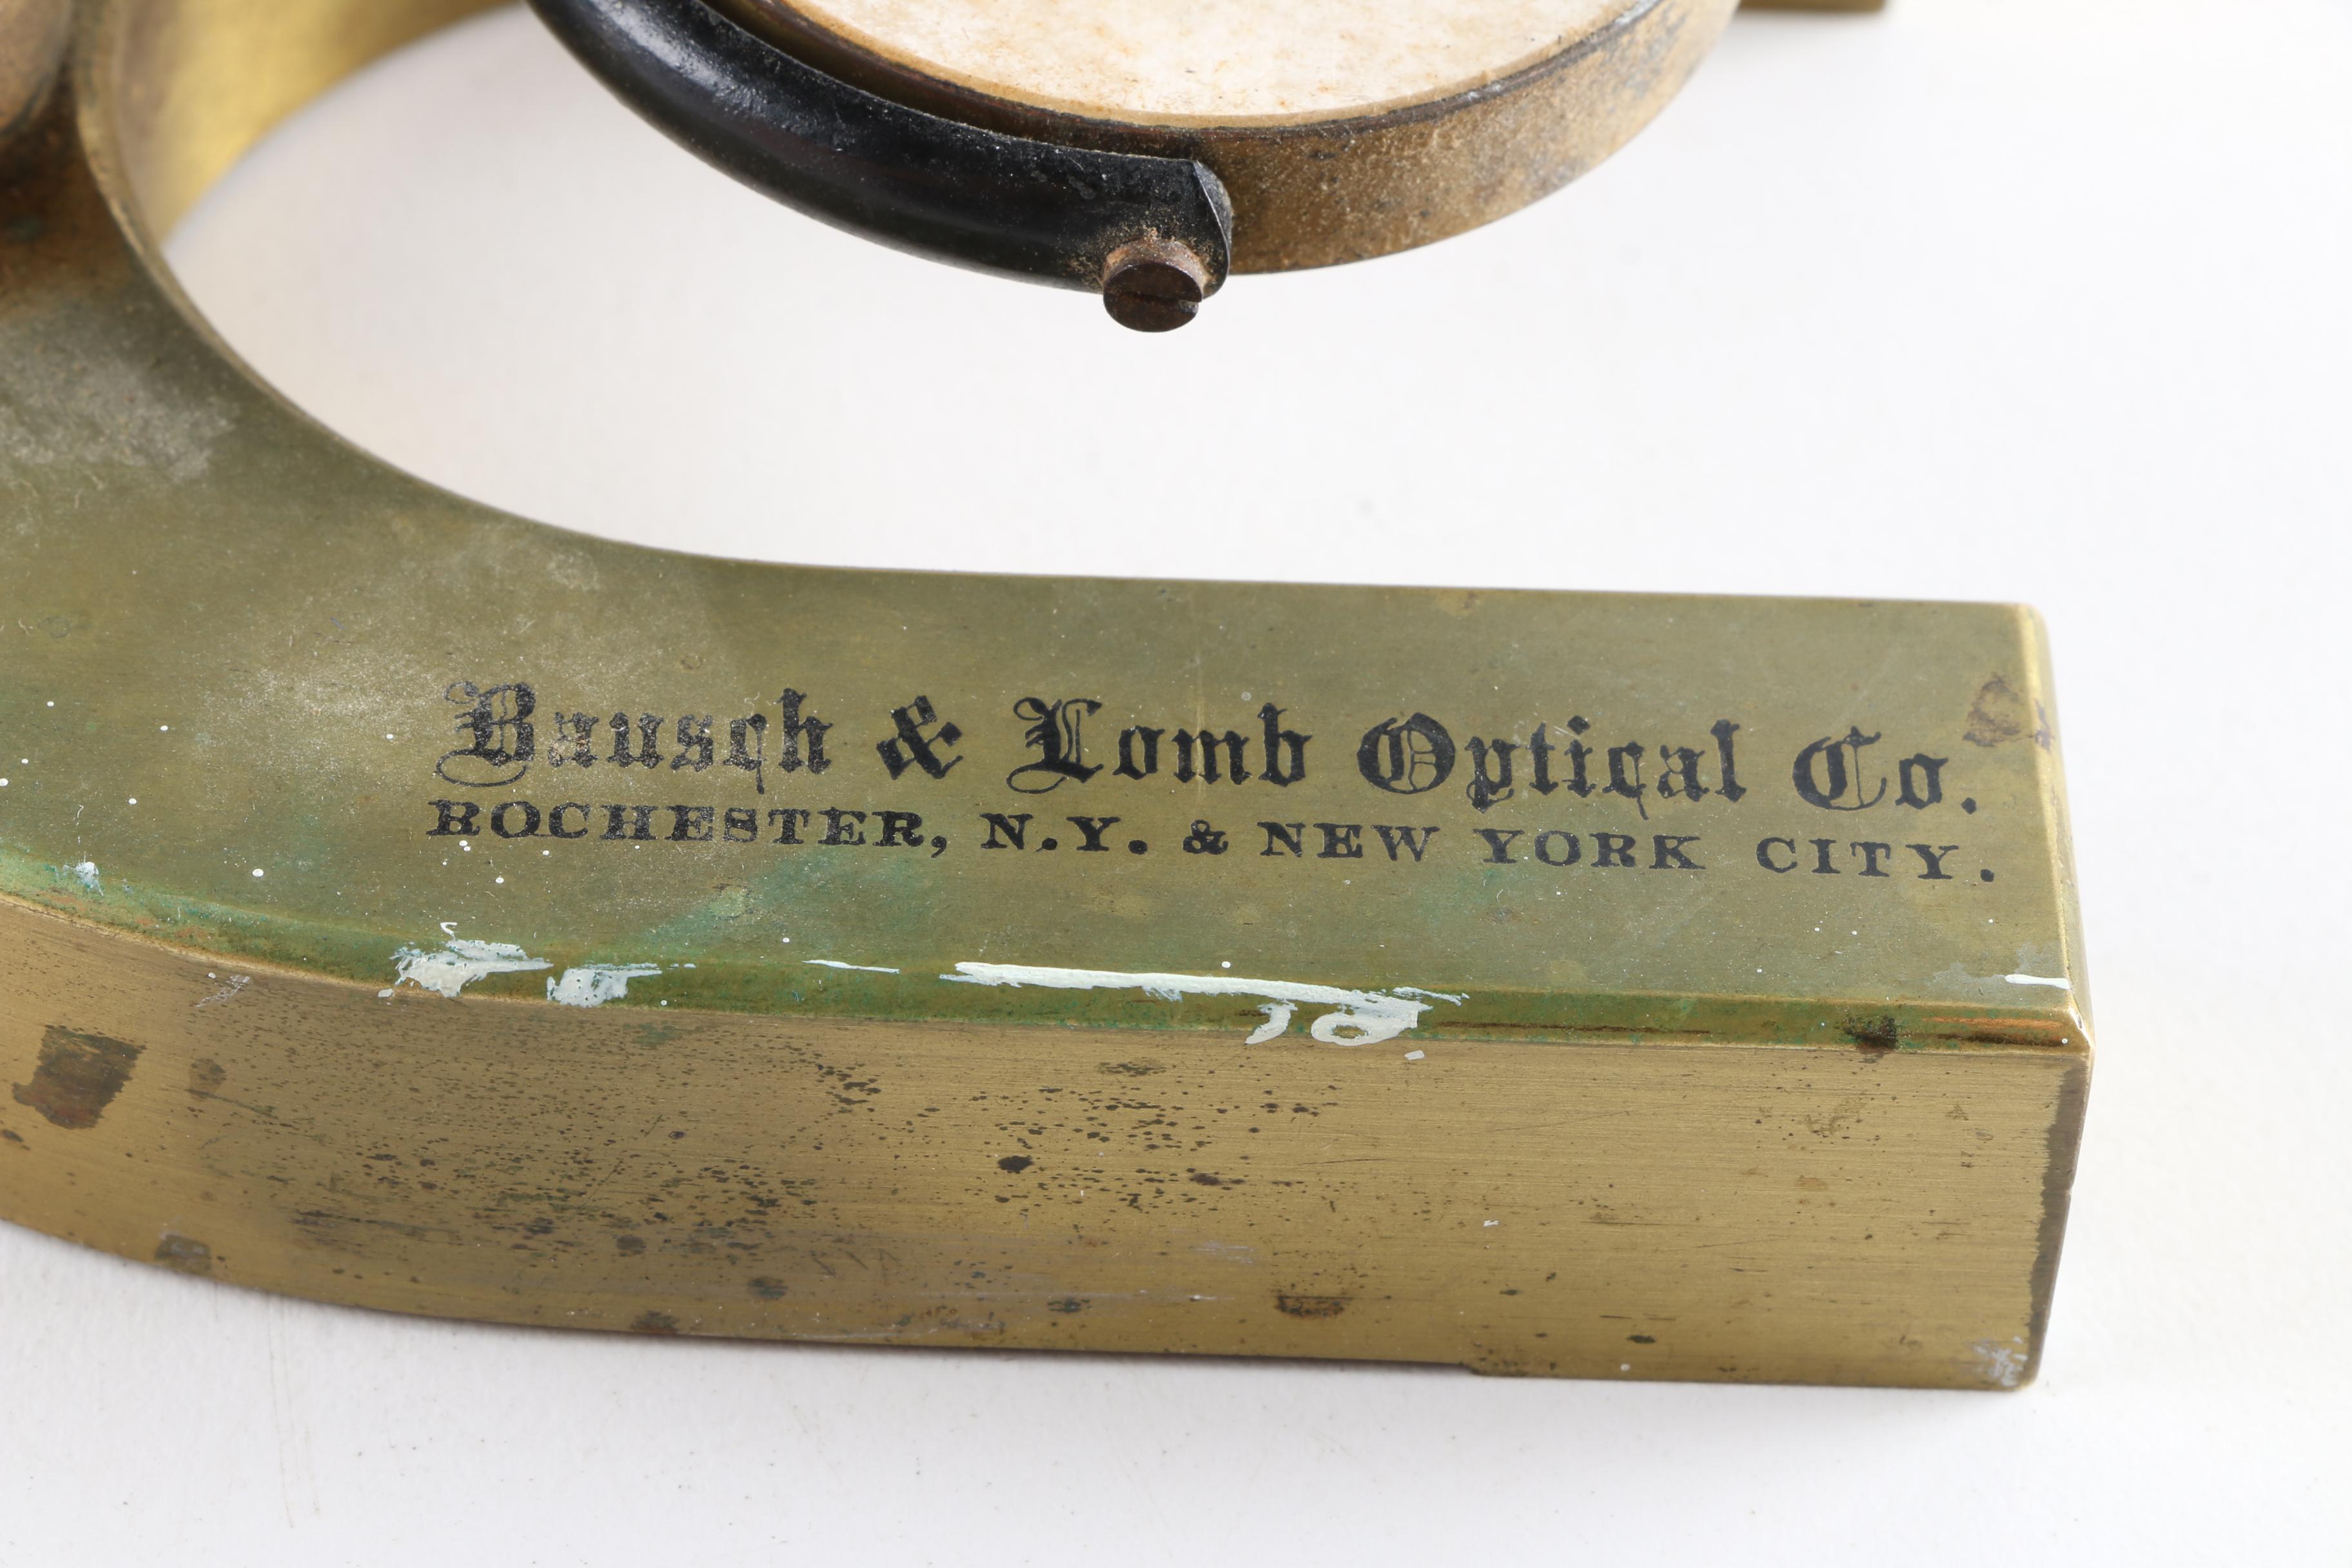 Bausch & Lomb Optical Co.
ROCHESTER, N.Y. & NEW YORK CITY.